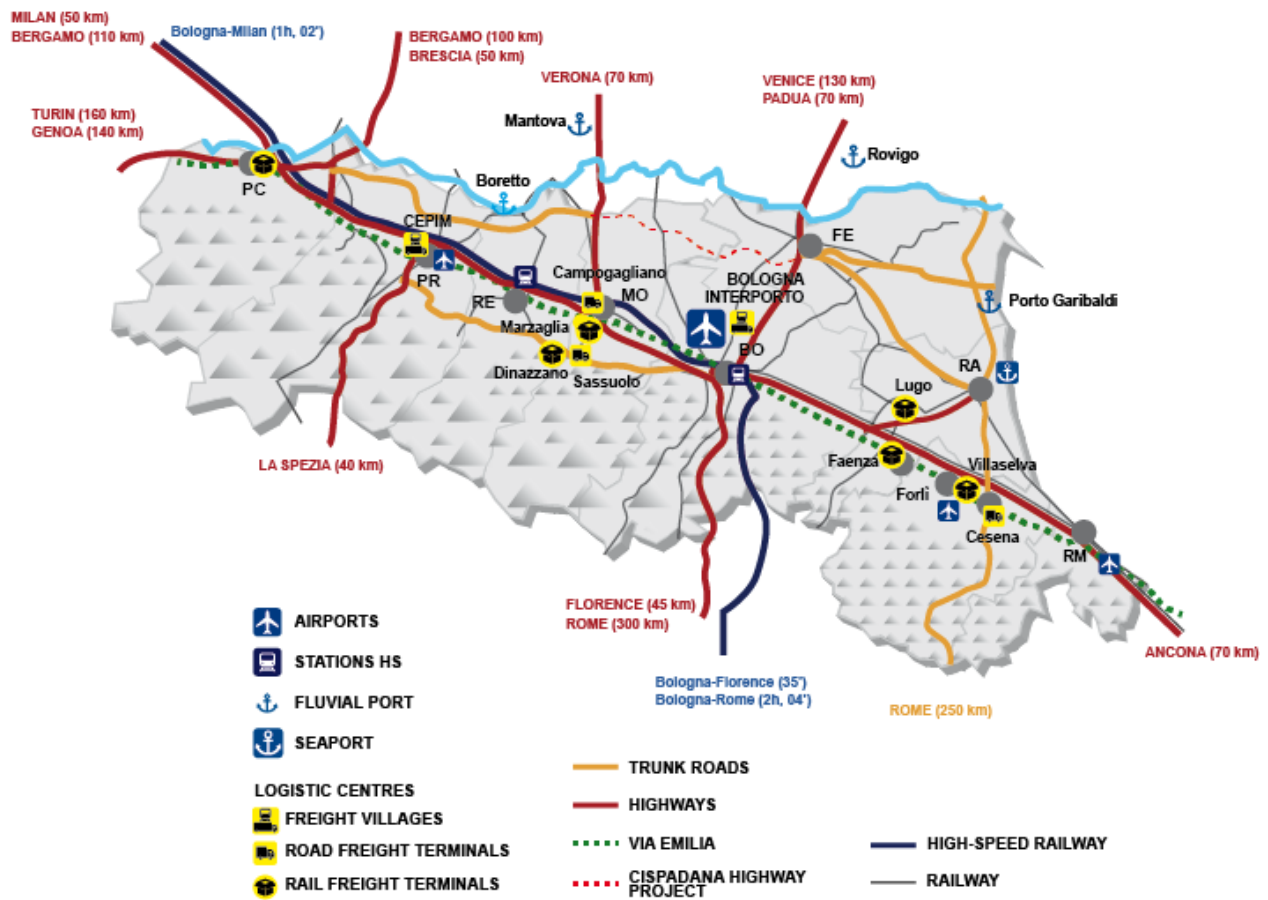 MILAN (50 km)
BERGAMO (110 km)
Bologna-Milan (1h, 02')
BERGAMO (100 km)
BRESCIA (50 km)
VERONA (70 km)
VENICE (130 km)
PADUA (70 km)
TURIN (160 km)
GENOA (140 km)
Mantova
Rovigo
PC
Boretto
CEPIM
FE
PR
Campogagliano
BOLOGNA
INTERPORTO
RE
MO
Porto Garibaldi
Marzaglia
BO
Dinazzano
Sassuolo
RA
Lugo
LA SPEZIA (40 km)
Faenza
Villaselva
Forlì
Cesena
RM
FLORENCE (45 km)
ROME (300 km)
ANCONA (70 km)
Bologna-Florence (35')
Bologna-Rome (2h, 04')
ROME (250 km)
AIRPORTS
STATIONS HS
FLUVIAL PORT
SEAPORT
LOGISTIC CENTRES
FREIGHT VILLAGES
ROAD FREIGHT TERMINALS
RAIL FREIGHT TERMINALS
TRUNK ROADS
HIGHWAYS
VIA EMILIA
CISPADANA HIGHWAY
PROJECT
HIGH-SPEED RAILWAY
RAILWAY